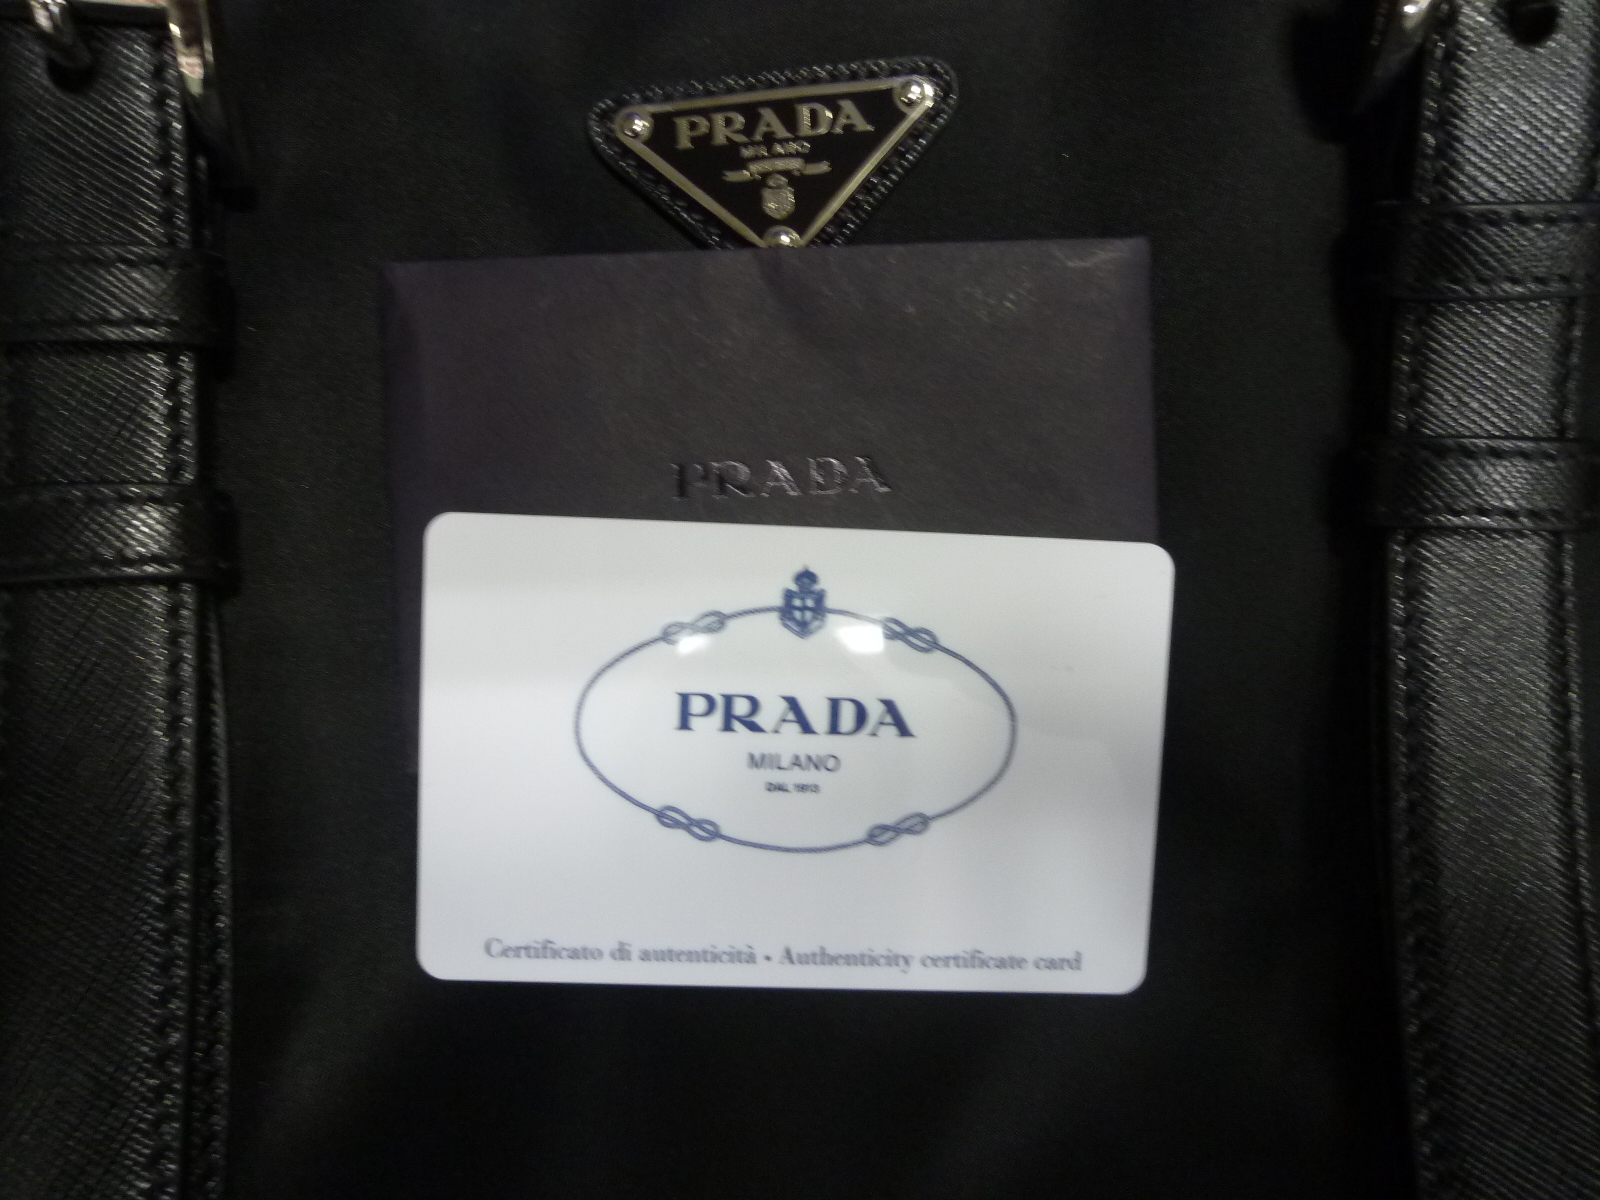 PRADA
MILANO
PRADA
PRADA
MILANO
DAL 1913
Certificato di autenticità • Authenticity certificate card